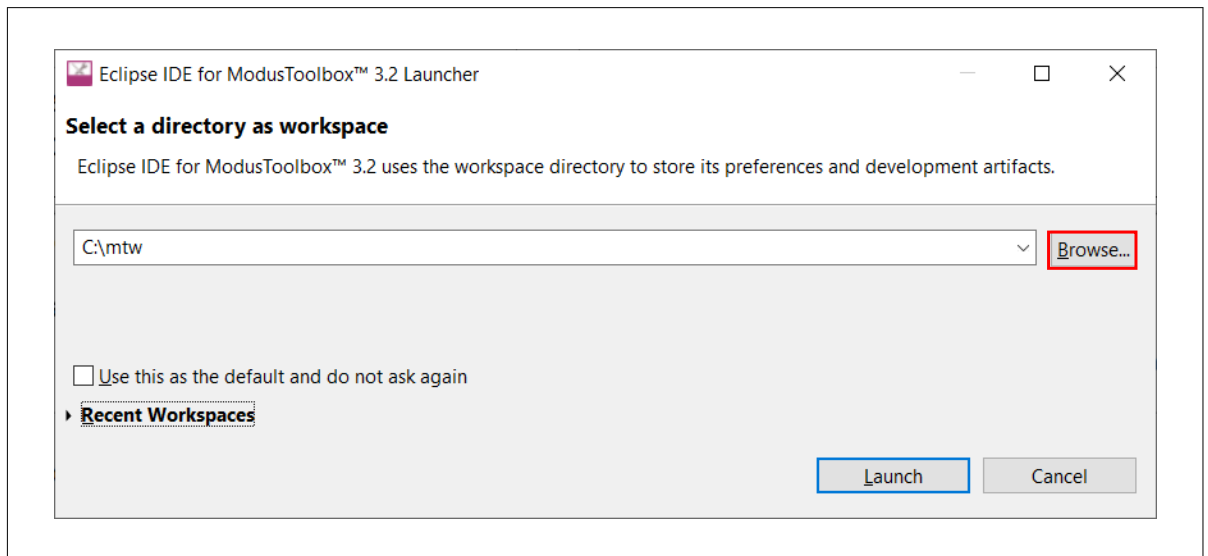 Eclipse IDE for ModusToolbox™ 3.2 Launcher
Select a directory as workspace
Eclipse IDE for ModusToolbox™ 3.2 uses the workspace directory to store its preferences and development artifacts.
C:\mtw
Browse...
Use this as the default and do not ask again
Recent Workspaces
Launch
Cancel